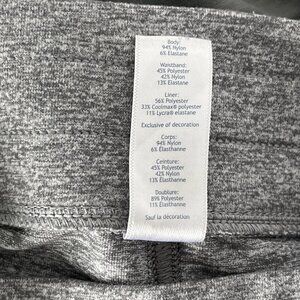 Body:
94% Nylon
6% Elastane
Waistband:
45% Polyester
42% Nylon
13% Elastane
Liner:
56% Polyester
33% Coolmax® polyester
11% Lycra® elastane
Exclusive of decoration
Corps:
94% Nylon
6% Élasthanne
Ceinture:
45% Polyester
42% Nylon
13% Élasthanne
Doublure:
89% Polyester
11% Élasthanne
Sauf la décoration